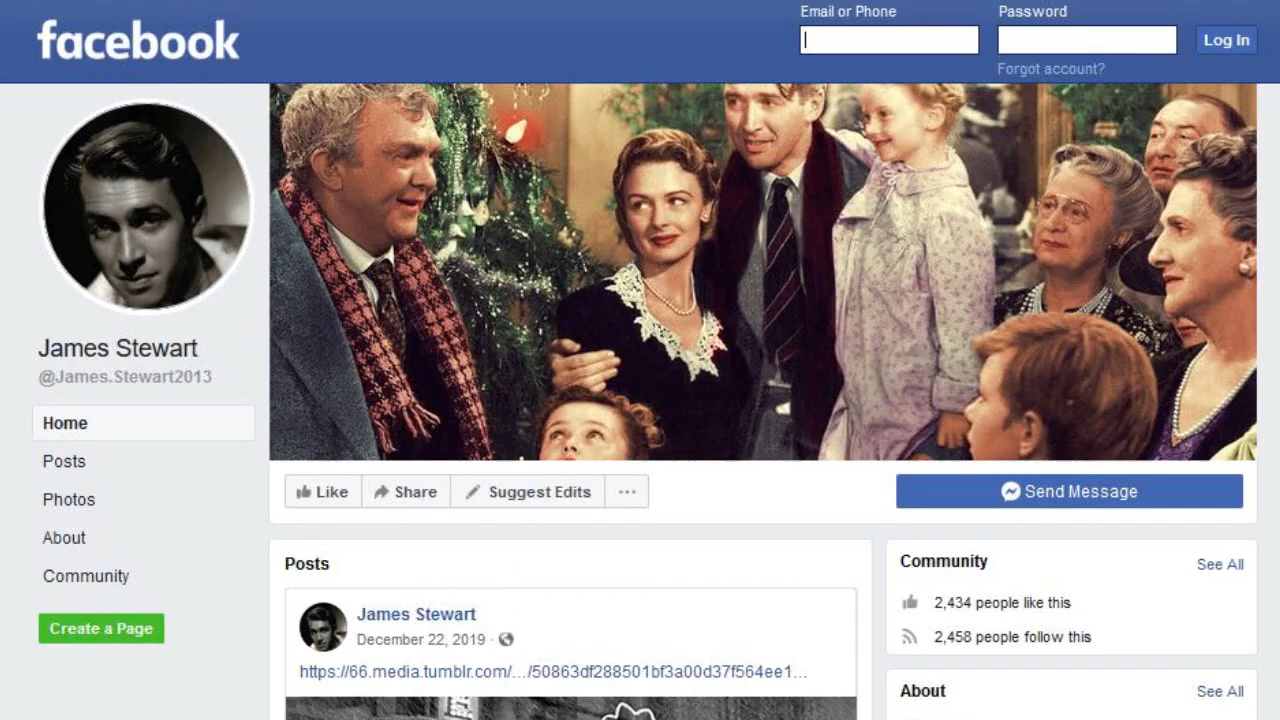 facebook
Email or Phone
Password
Log In
Forgot account?
James Stewart
@James.Stewart2013
Home
Posts
Photos
About
Community
Create a Page
Like
Share
Suggest Edits
...
Send Message
Posts
James Stewart
December 22, 2019 ·
https://66.media.tumblr.com/.../50863df288501bf3a00d37f564ee1...
Community
See All
2,434 people like this
2,458 people follow this
About
See All